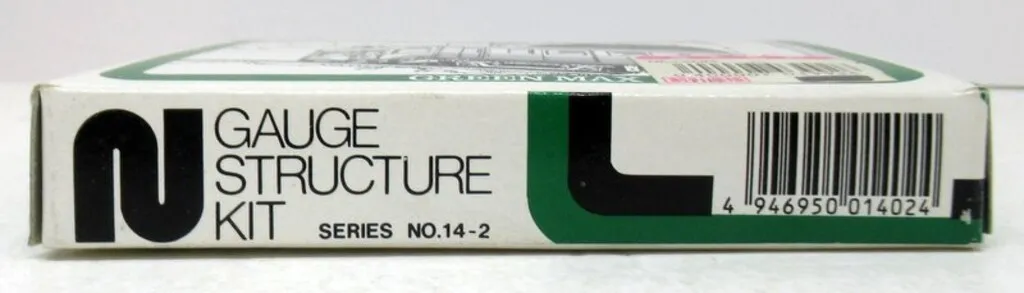 GREEN MAX
N GAUGE
STRUCTURE
KIT SERIES NO.14-2
4 946950 014024